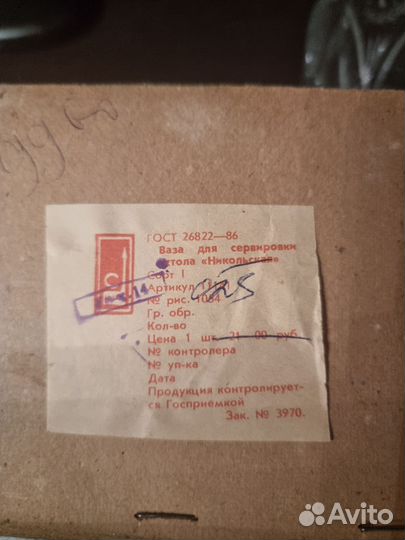 ГОСТ 26822—86
Ваза для сервировки
стола «Никольская»
Сорт I
Артикул
№ рис. 1084
Гр. обр.
Кол-во
Цена 1 шт. 21—00 руб.
№ контролера
№ уп-ка
Дата
Продукция контролирует-
ся Госприемкой
Зак. № 3970.
Avito